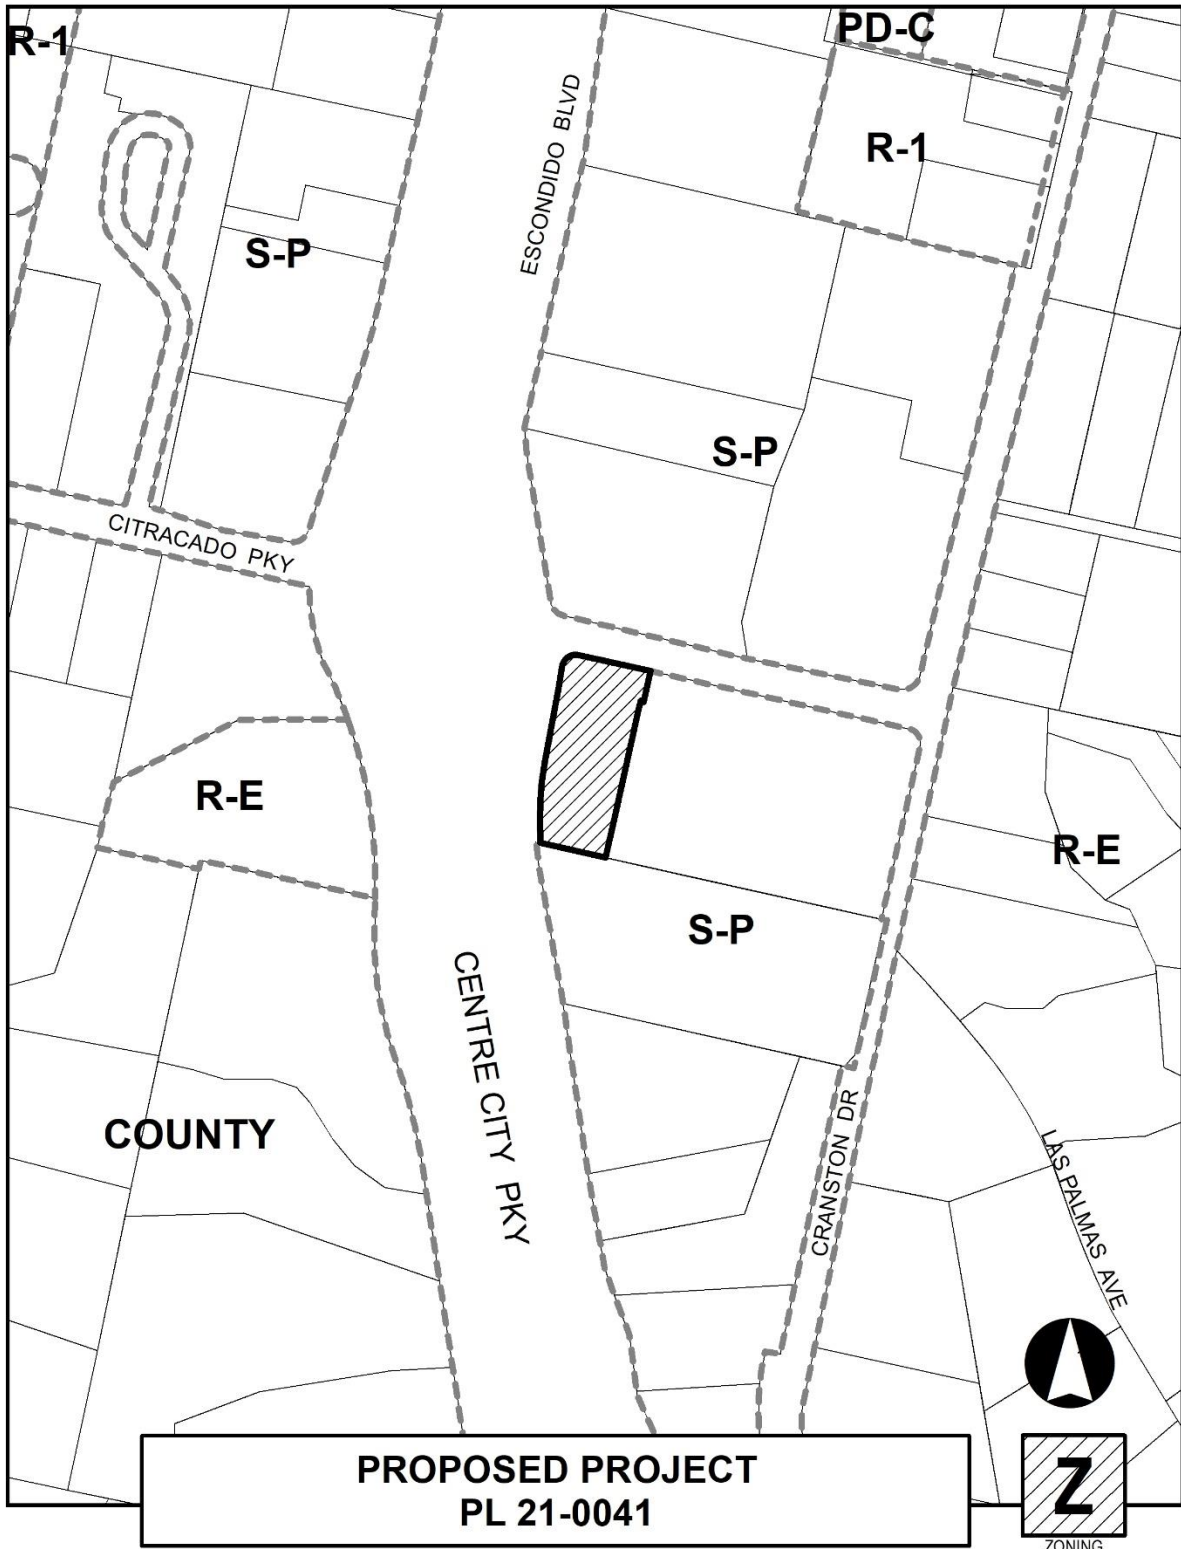 R-1
PD-C
ESCONDIDO BLVD
R-1
S-P
S-P
CITRACADO PKY
R-E
R-E
S-P
CENTRE CITY PKY
COUNTY
CRANSTON DR
LAS PALMAS AVE
PROPOSED PROJECT
PL 21-0041
Z
ZONING